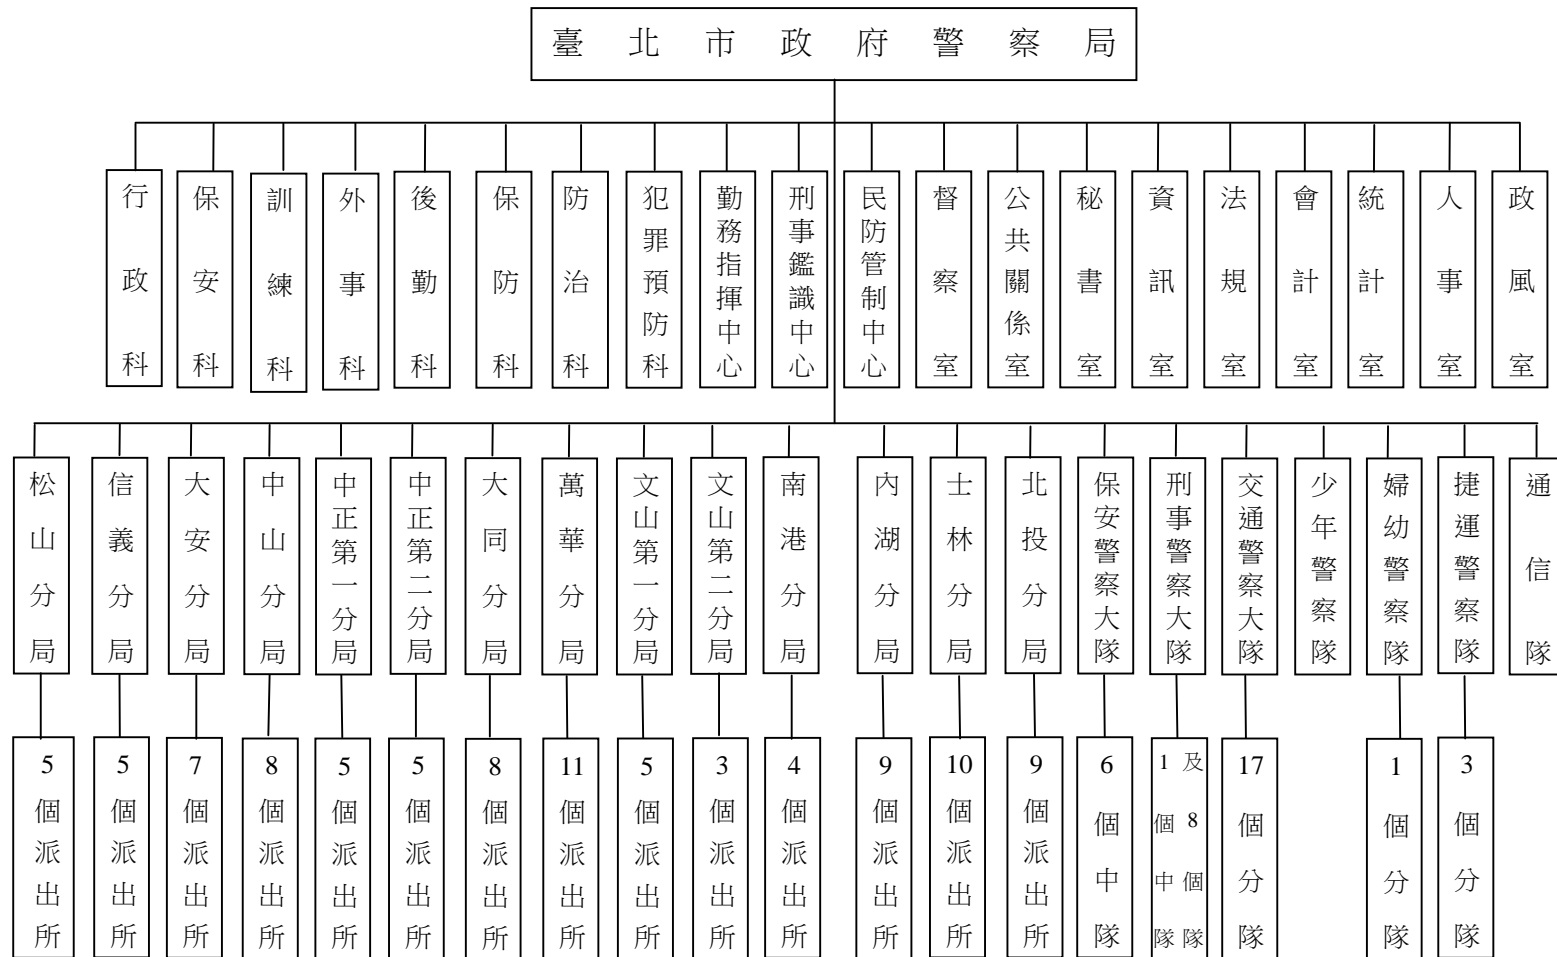 臺北市政府警察局
行政科
保安科
訓練科
外事科
後勤科
保防科
防治科
犯罪預防科
勤務指揮中心
刑事鑑識中心
民防管制中心
督察室
公共關係室
秘書室
資訊室
法規室
會計室
統計室
人事室
政風室
松山分局
信義分局
大安分局
中山分局
中正第一分局
中正第二分局
大同分局
萬華分局
文山第一分局
文山第二分局
南港分局
內湖分局
士林分局
北投分局
保安警察大隊
刑事警察大隊
交通警察大隊
少年警察隊
婦幼警察隊
捷運警察隊
通信隊
5個派出所
5個派出所
7個派出所
8個派出所
5個派出所
5個派出所
8個派出所
11個派出所
5個派出所
3個派出所
4個派出所
9個派出所
10個派出所
9個派出所
6個中隊
1個中隊
及8個隊
17個分隊
1個分隊
3個分隊